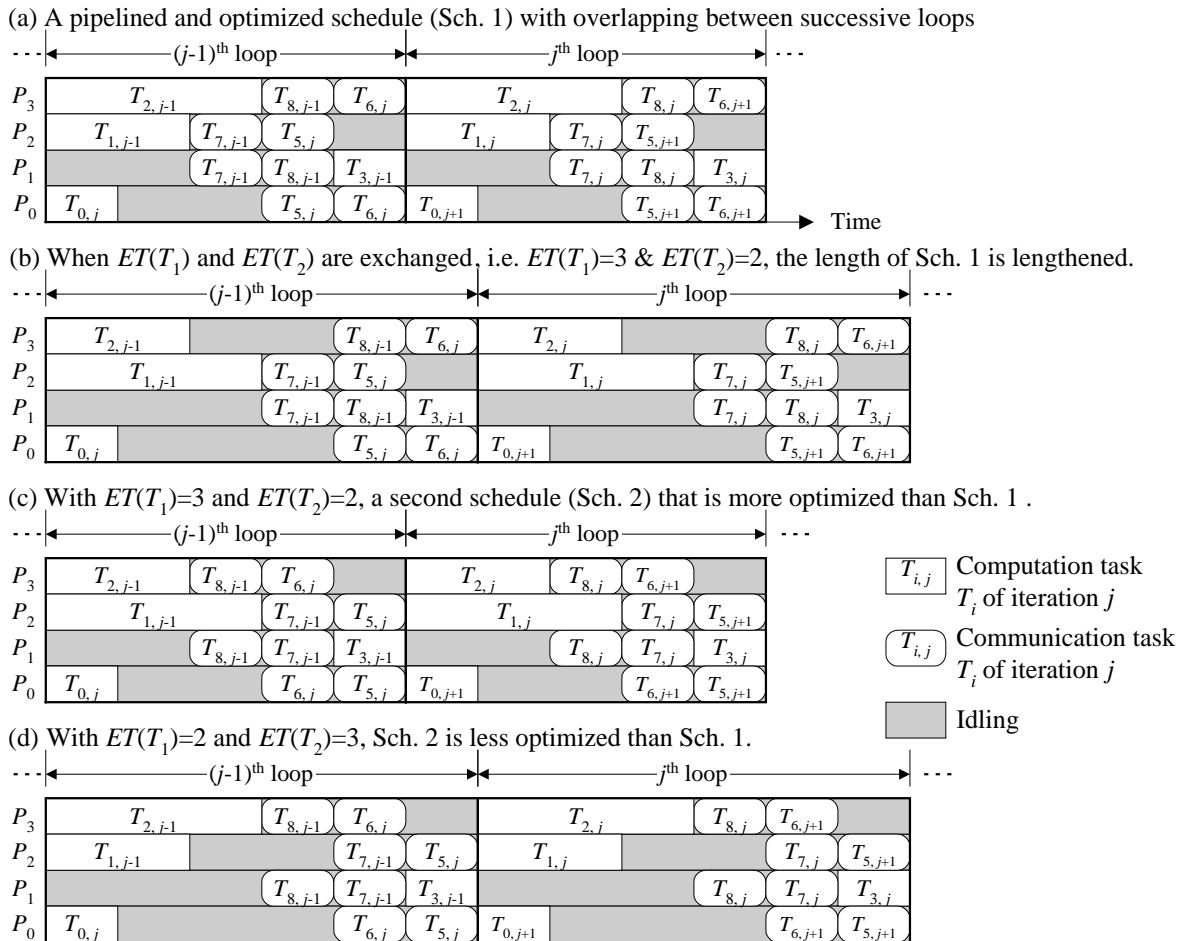 (a) A pipelined and optimized schedule (Sch. 1) with overlapping between successive loops
(j-1)th loop jth loop
P3 T2, j-1 T8, j-1 T6, j T2, j T8, j T6, j+1
P2 T1, j-1 T7, j-1 T5, j T1, j T7, j T5, j+1
P1 T7, j-1 T8, j-1 T3, j-1 T7, j T8, j T3, j
P0 T0, j T5, j T6, j T0, j+1 T5, j+1 T6, j+1
Time
(b) When ET(T1) and ET(T2) are exchanged, i.e. ET(T1)=3 & ET(T2)=2, the length of Sch. 1 is lengthened.
(j-1)th loop jth loop
P3 T2, j-1 T8, j-1 T6, j T2, j T8, j T6, j+1
P2 T1, j-1 T7, j-1 T5, j T1, j T7, j T5, j+1
P1 T7, j-1 T8, j-1 T3, j-1 T7, j T8, j T3, j
P0 T0, j T5, j T6, j T0, j+1 T5, j+1 T6, j+1
(c) With ET(T1)=3 and ET(T2)=2, a second schedule (Sch. 2) that is more optimized than Sch. 1 .
(j-1)th loop jth loop
P3 T2, j-1 T8, j-1 T6, j T2, j T8, j T6, j+1
P2 T1, j-1 T7, j-1 T5, j T1, j T7, j T5, j+1
P1 T8, j-1 T7, j-1 T3, j-1 T8, j T7, j T3, j
P0 T0, j T6, j T5, j T0, j+1 T6, j+1 T5, j+1
Ti, j Computation task
Ti of iteration j
Ti, j Communication task
Ti of iteration j
Idling
(d) With ET(T1)=2 and ET(T2)=3, Sch. 2 is less optimized than Sch. 1.
(j-1)th loop jth loop
P3 T2, j-1 T8, j-1 T6, j T2, j T8, j T6, j+1
P2 T1, j-1 T7, j-1 T5, j T1, j T7, j T5, j+1
P1 T8, j-1 T7, j-1 T3, j-1 T8, j T7, j T3, j
P0 T0, j T6, j T5, j T0, j+1 T6, j+1 T5, j+1